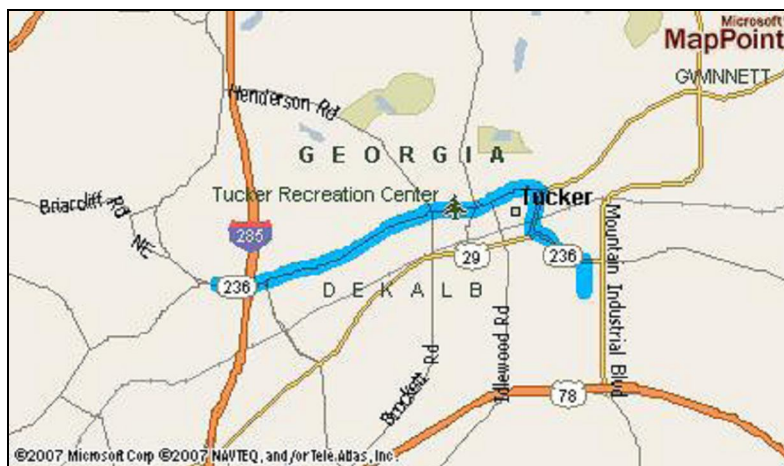 Microsoft
MapPoint
GWINNETT
Henderson Rd
GEORGIA
Tucker Recreation Center
Tucker
Briarcliff Rd
NE
285
236
29
236
DEKALB
Mountain Industrial Blvd
Brockett Rd
Idlewood Rd
78
©2007 Microsoft Corp ©2007 NAVTEQ, and/or Tele Atlas, Inc.